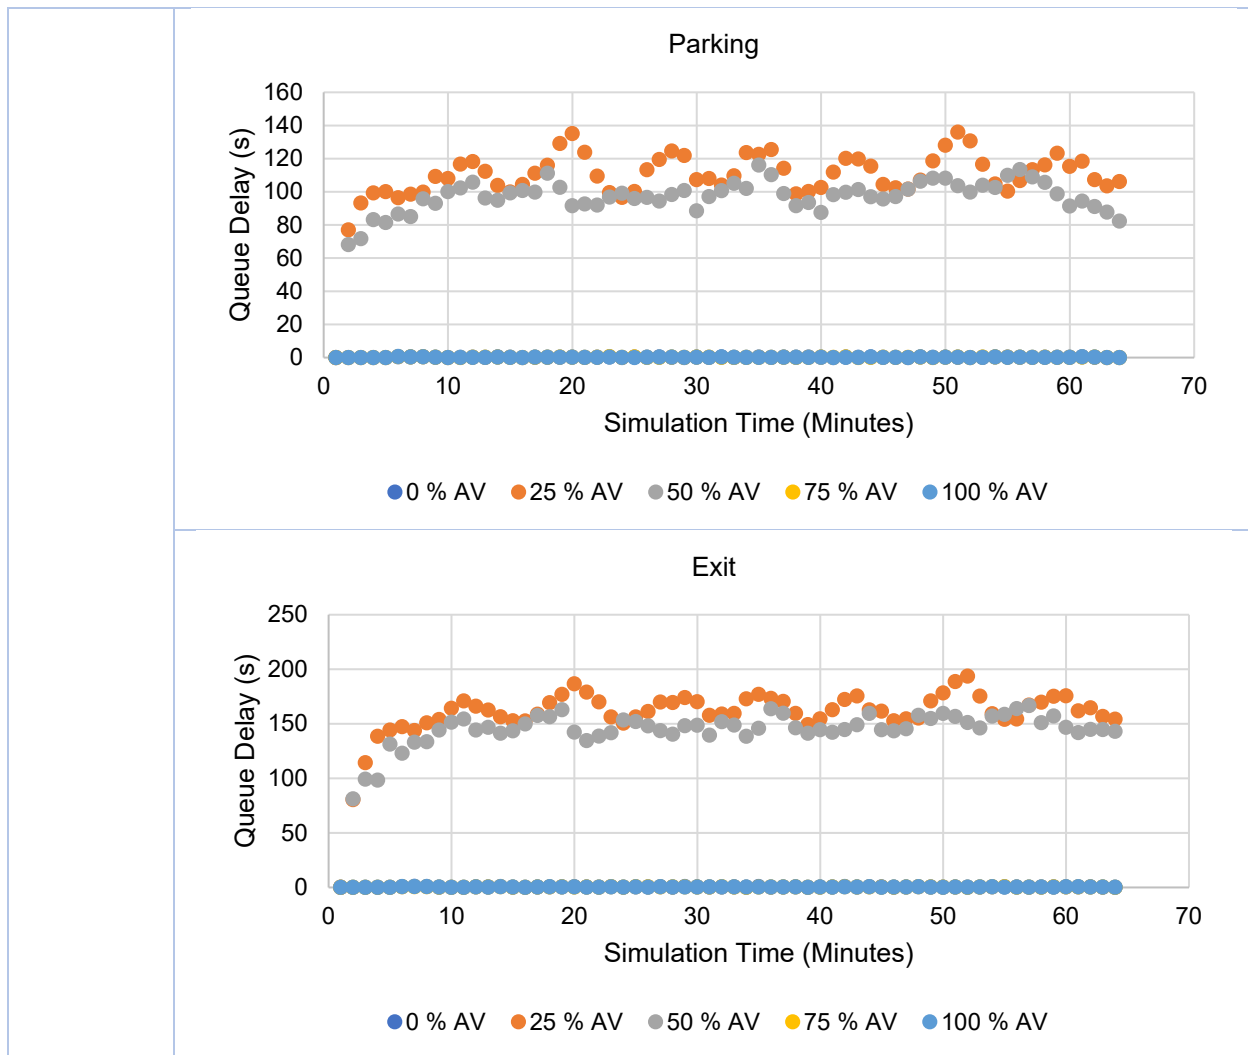 Parking
160
140
120
100
80
60
40
20
0
Queue Delay (s)
0 10 20 30 40 50 60 70
Simulation Time (Minutes)
0 % AV 25 % AV 50 % AV 75 % AV 100 % AV
Exit
250
200
150
100
50
0
Queue Delay (s)
0 10 20 30 40 50 60 70
Simulation Time (Minutes)
0 % AV 25 % AV 50 % AV 75 % AV 100 % AV